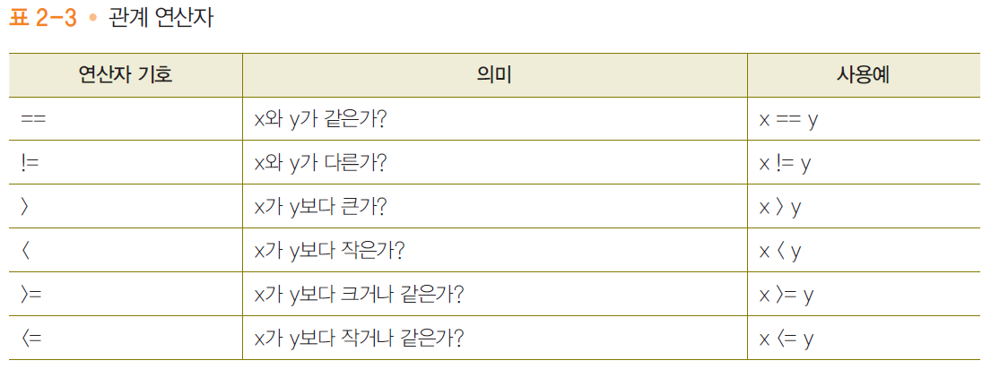 표 2-3 • 관계 연산자
연산자 기호 의미 사용예
== x와 y가 같은가? x == y
!= x와 y가 다른가? x != y
> x가 y보다 큰가? x > y
< x가 y보다 작은가? x < y
>= x가 y보다 크거나 같은가? x >= y
<= x가 y보다 작거나 같은가? x <= y